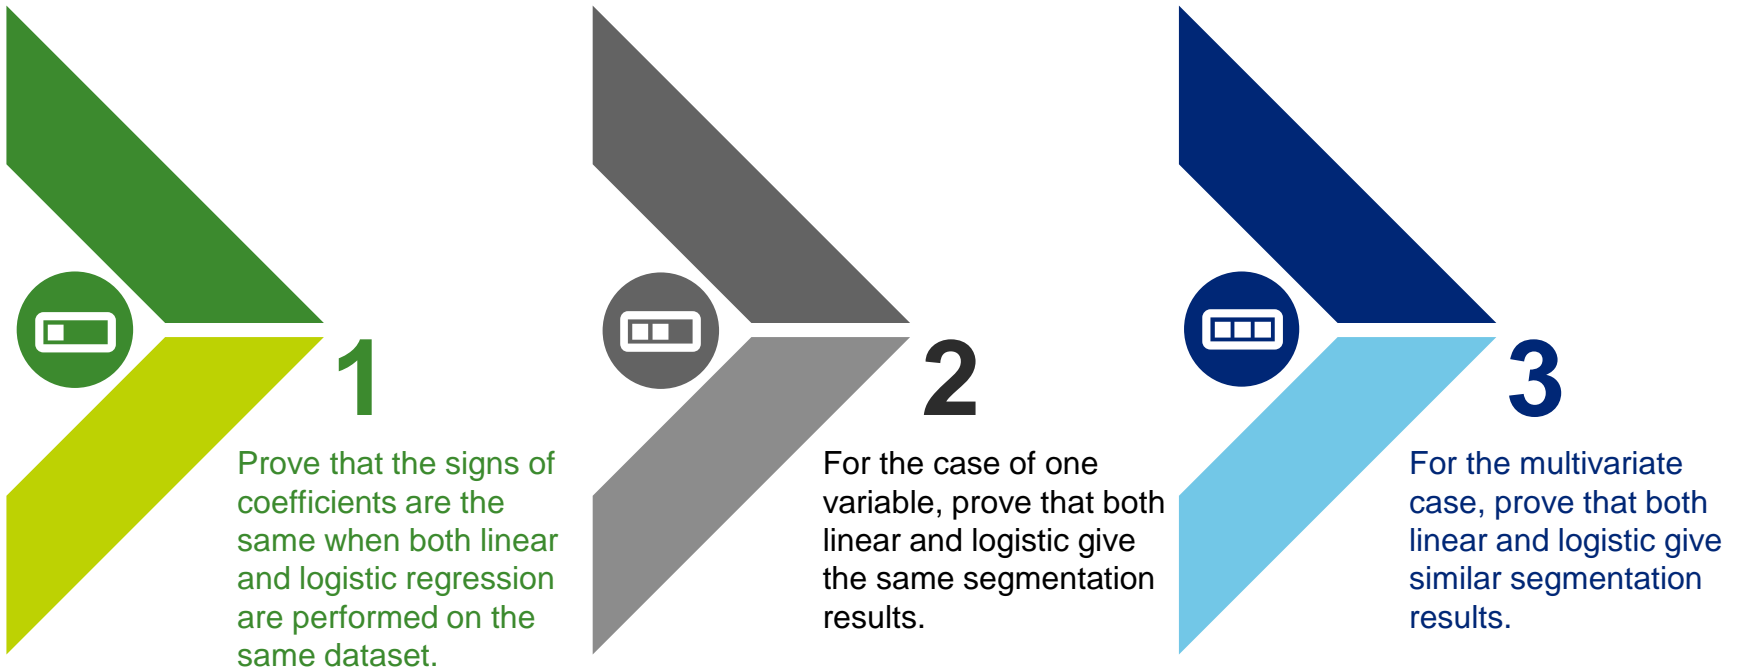 1
Prove that the signs of
coefficients are the
same when both linear
and logistic regression
are performed on the
same dataset.
2
For the case of one
variable, prove that both
linear and logistic give
the same segmentation
results.
3
For the multivariate
case, prove that both
linear and logistic give
similar segmentation
results.